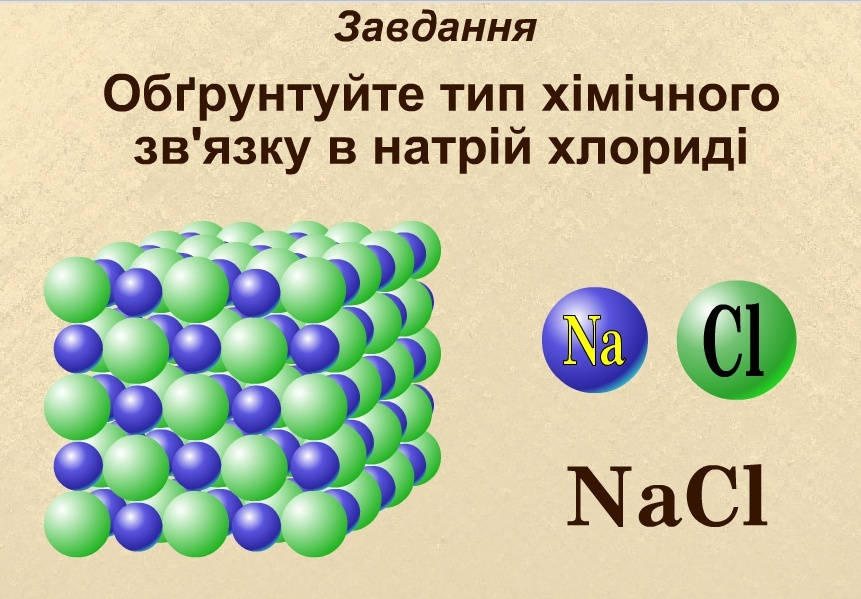 Завдання
Обґрунтуйте тип хімічного
зв'язку в натрій хлориді
Na
Cl
NaCl